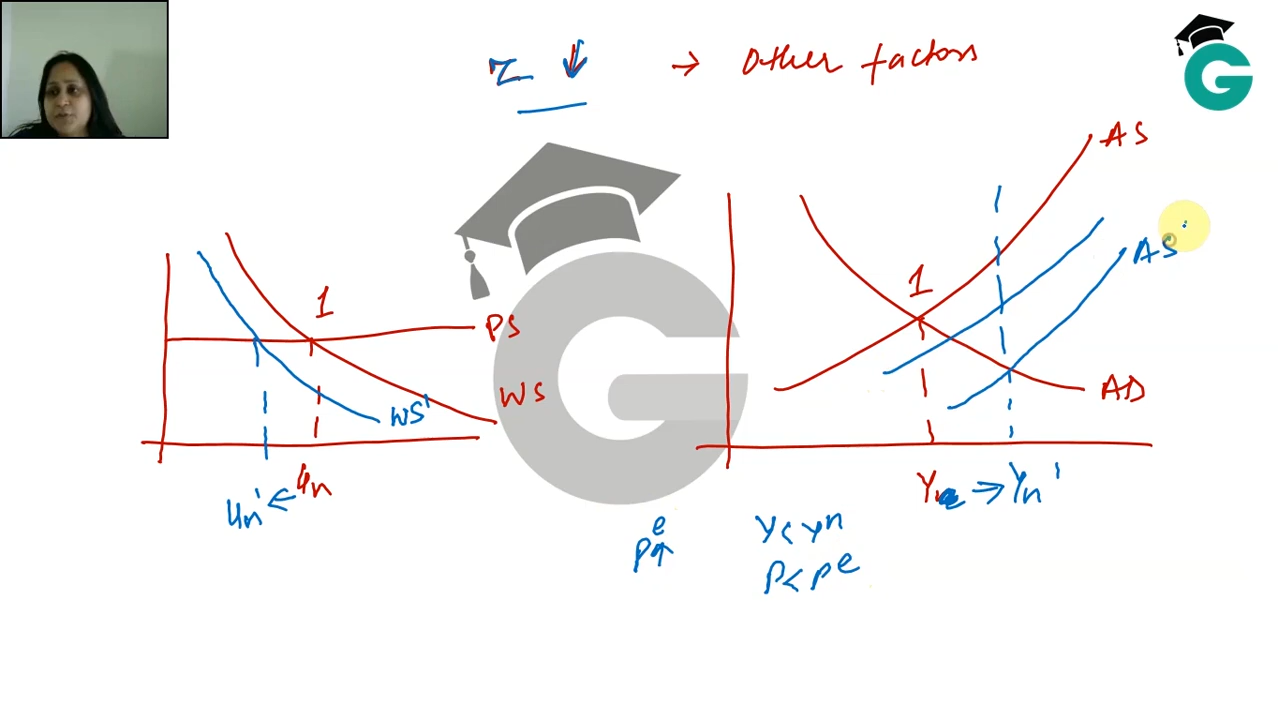 z ↓ → Other factors
AS
AS
1
1
PS
WS
WS'
AD
un' ← un
Yn → Yn'
pe ↑
Y < Yn
P < pe
G